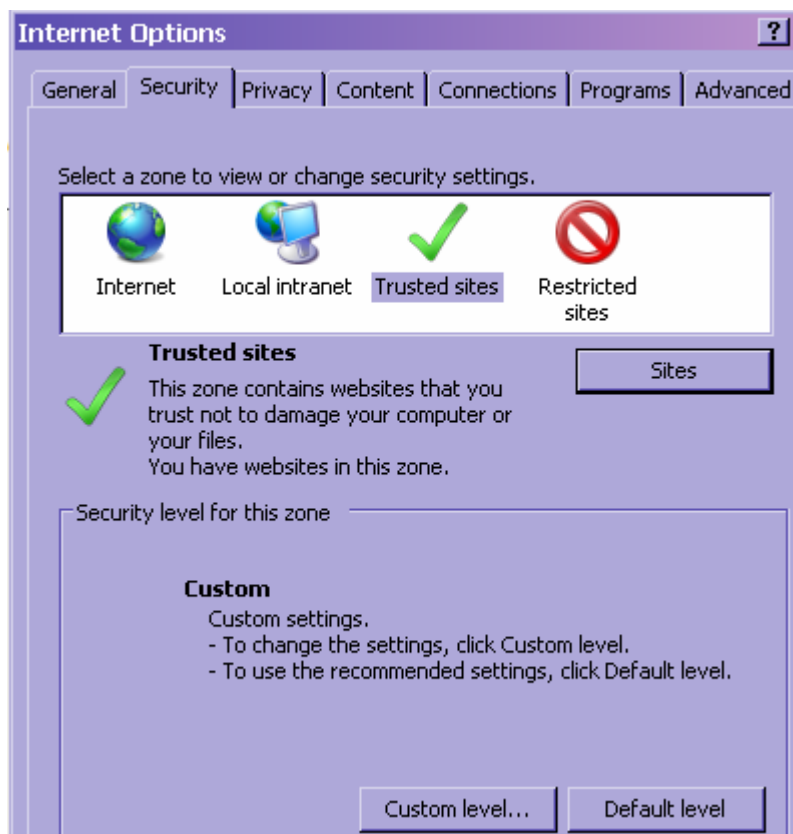 Internet Options ?
General Security Privacy Content Connections Programs Advanced
Select a zone to view or change security settings.
Internet Local intranet Trusted sites Restricted
sites
Trusted sites
Sites
This zone contains websites that you
trust not to damage your computer or
your files.
You have websites in this zone.
Security level for this zone
Custom
Custom settings.
- To change the settings, click Custom level.
- To use the recommended settings, click Default level.
Custom level... Default level